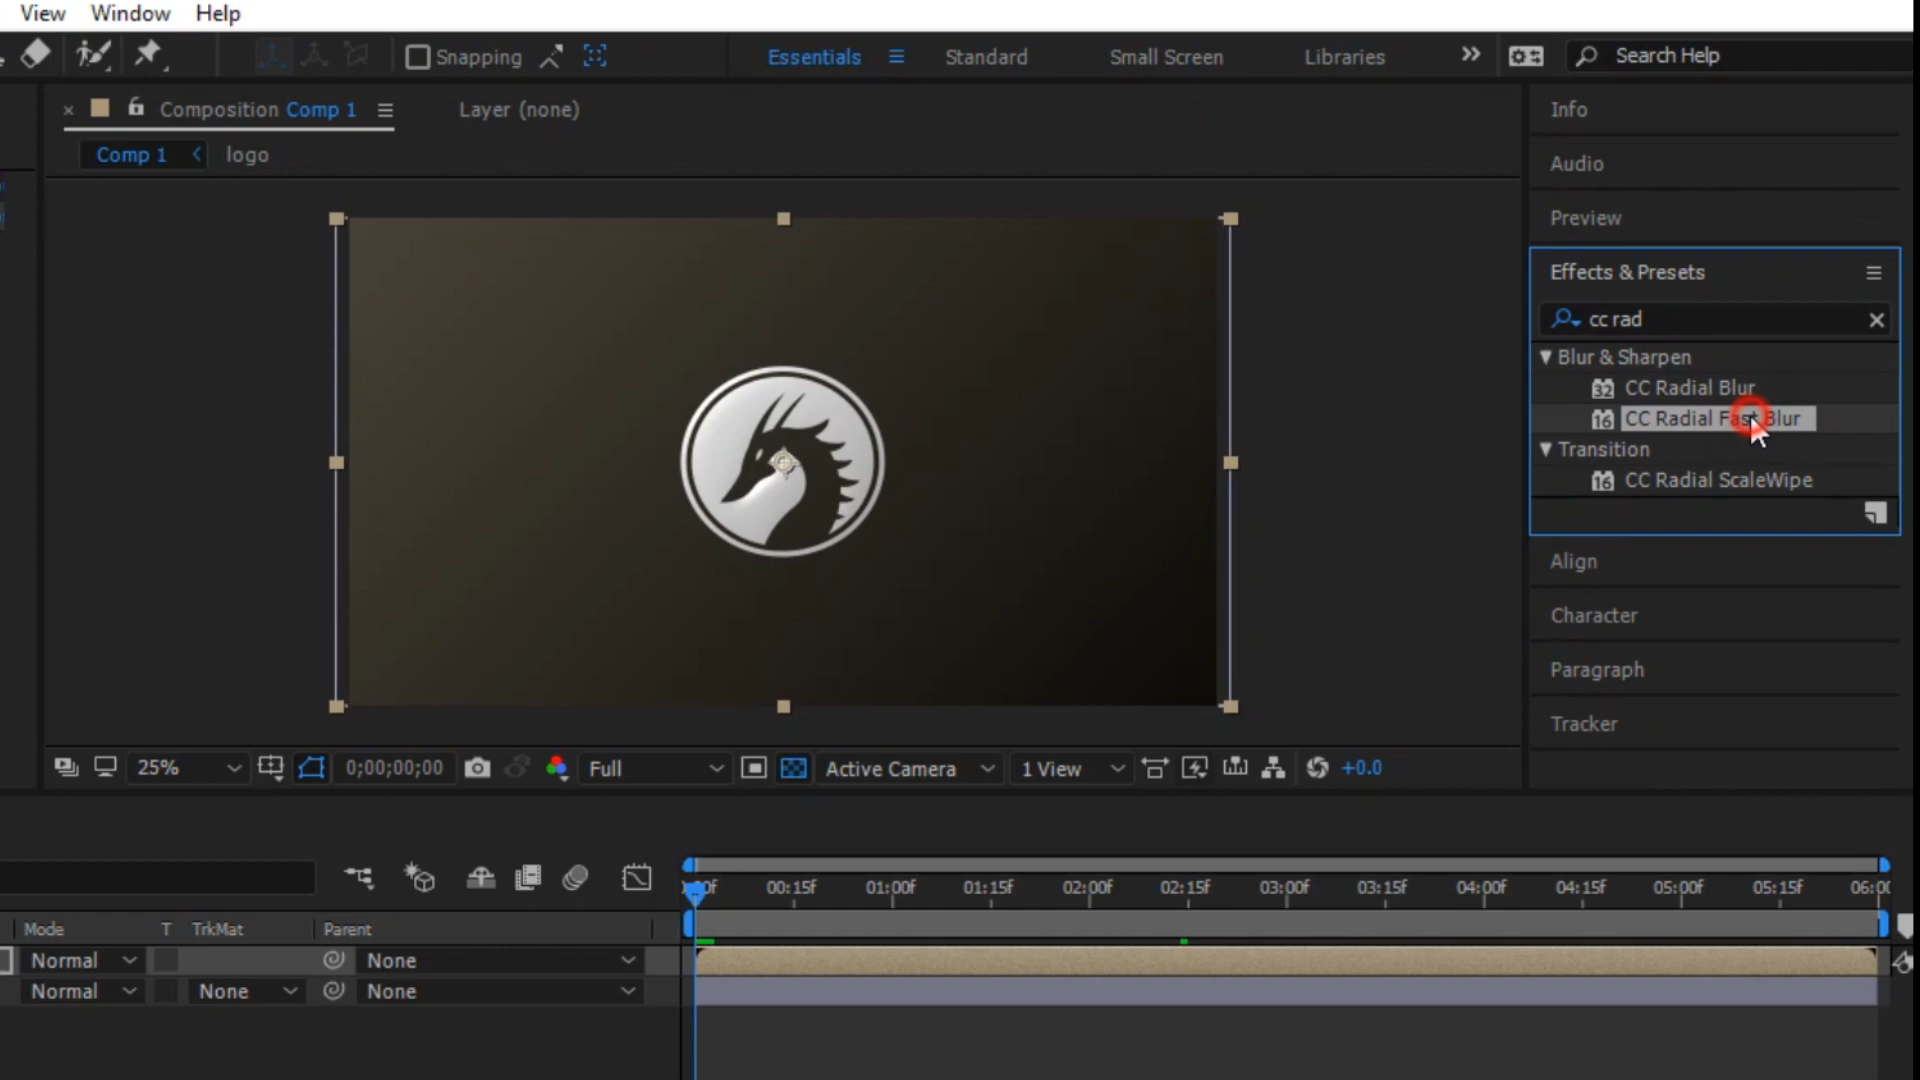 View Window Help
Snapping Essentials Standard Small Screen Libraries Search Help
Composition Comp 1 Layer (none)
Comp 1 logo
Info
Audio
Preview
Effects & Presets
cc rad
Blur & Sharpen
32 CC Radial Blur
16 CC Radial Fast Blur
Transition
16 CC Radial ScaleWipe
Align
Character
Paragraph
Tracker
25% 0;00;00;00 Full Active Camera 1 View +0.0
00:15f 01:00f 01:15f 02:00f 02:15f 03:00f 03:15f 04:00f 04:15f 05:00f 05:15f
Mode T TrkMat Parent
Normal None
Normal None None